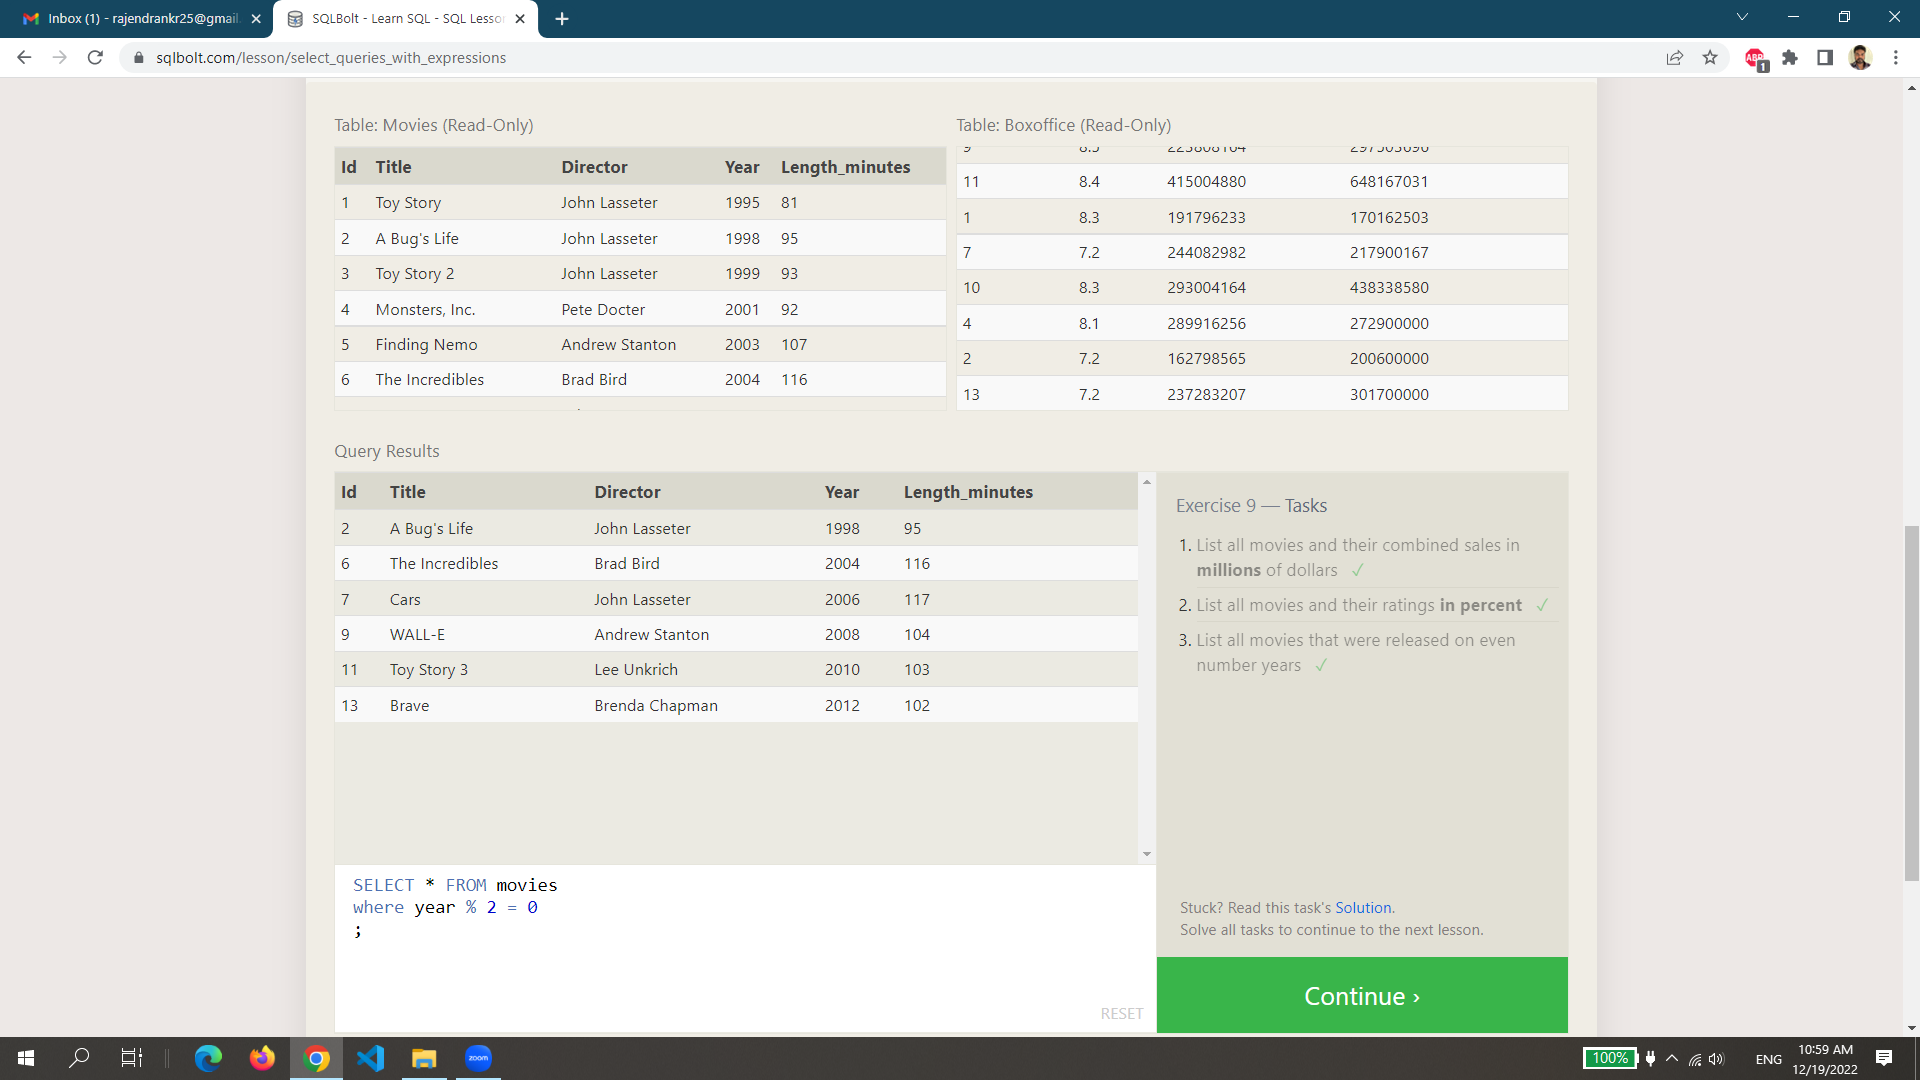 Inbox (1) - rajendrankr25@gmail
SQLBolt - Learn SQL - SQL Lesso
sqlbolt.com/lesson/select_queries_with_expressions
ABP
1
Table: Movies (Read-Only)
Id Title Director Year Length_minutes
1 Toy Story John Lasseter 1995 81
2 A Bug's Life John Lasseter 1998 95
3 Toy Story 2 John Lasseter 1999 93
4 Monsters, Inc. Pete Docter 2001 92
5 Finding Nemo Andrew Stanton 2003 107
6 The Incredibles Brad Bird 2004 116
Table: Boxoffice (Read-Only)
9 8.5 223808164 297503696
11 8.4 415004880 648167031
1 8.3 191796233 170162503
7 7.2 244082982 217900167
10 8.3 293004164 438338580
4 8.1 289916256 272900000
2 7.2 162798565 200600000
13 7.2 237283207 301700000
Query Results
Id Title Director Year Length_minutes
2 A Bug's Life John Lasseter 1998 95
6 The Incredibles Brad Bird 2004 116
7 Cars John Lasseter 2006 117
9 WALL-E Andrew Stanton 2008 104
11 Toy Story 3 Lee Unkrich 2010 103
13 Brave Brenda Chapman 2012 102
SELECT * FROM movies
where year % 2 = 0
;
RESET
Exercise 9 — Tasks
1. List all movies and their combined sales in
millions of dollars ✓
2. List all movies and their ratings in percent ✓
3. List all movies that were released on even
number years ✓
Stuck? Read this task's Solution.
Solve all tasks to continue to the next lesson.
Continue ›
zoom
100%
ENG
10:59 AM
12/19/2022